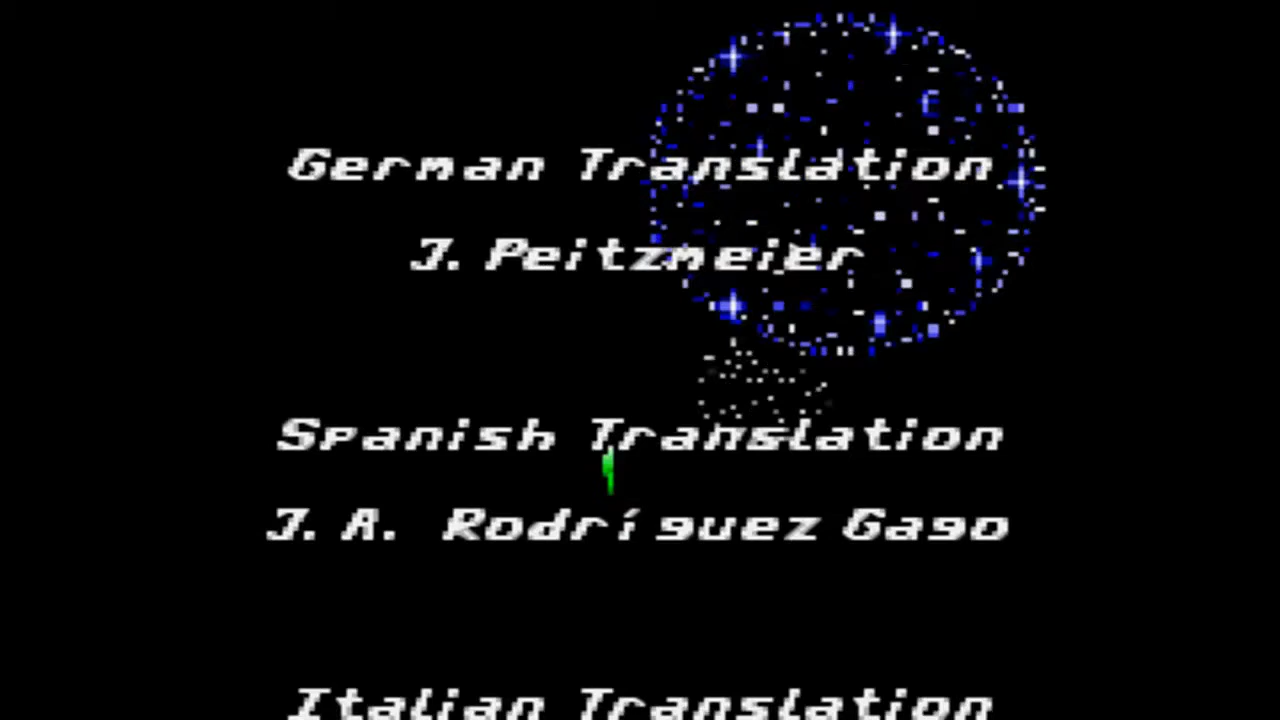 German Translation
J. Peitzmeier
Spanish Translation
J. A. Rodríguez Gago
Italian Translation